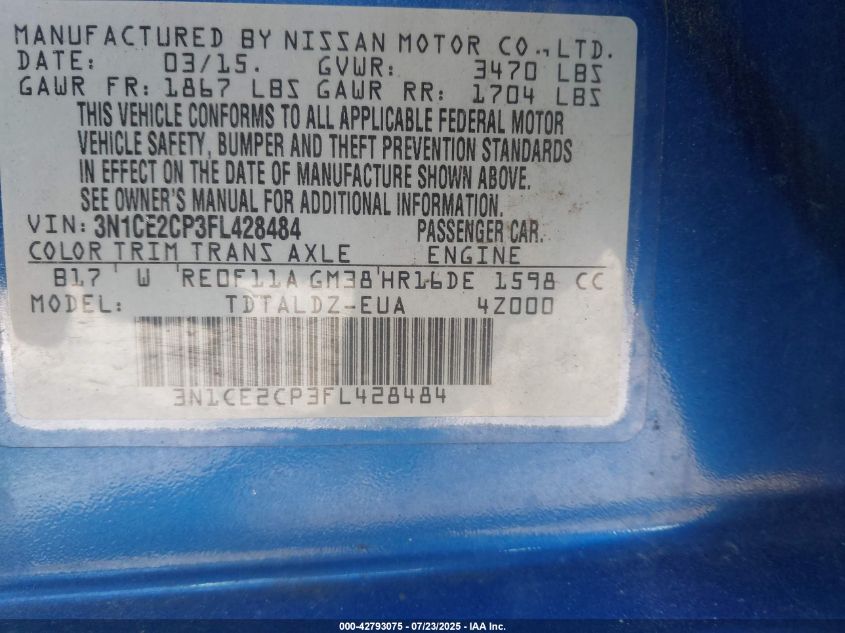 MANUFACTURED BY NISSAN MOTOR CO., LTD.
DATE: 03/15. GVWR: 3470 LBS
GAWR FR: 1867 LBS GAWR RR: 1704 LBS
THIS VEHICLE CONFORMS TO ALL APPLICABLE FEDERAL MOTOR
VEHICLE SAFETY, BUMPER AND THEFT PREVENTION STANDARDS
IN EFFECT ON THE DATE OF MANUFACTURE SHOWN ABOVE.
SEE OWNER'S MANUAL FOR ADDITIONAL INFORMATION.
VIN: 3N1CE2CP3FL428484 PASSENGER CAR.
COLOR TRIM TRANS AXLE ENGINE
B17 W RE0F11A GM38 HR16DE 1598 CC
MODEL: TDTALDZ-EUA 4Z000
3N1CE2CP3FL428484
000-42793075 - 07/23/2025 - IAA Inc.